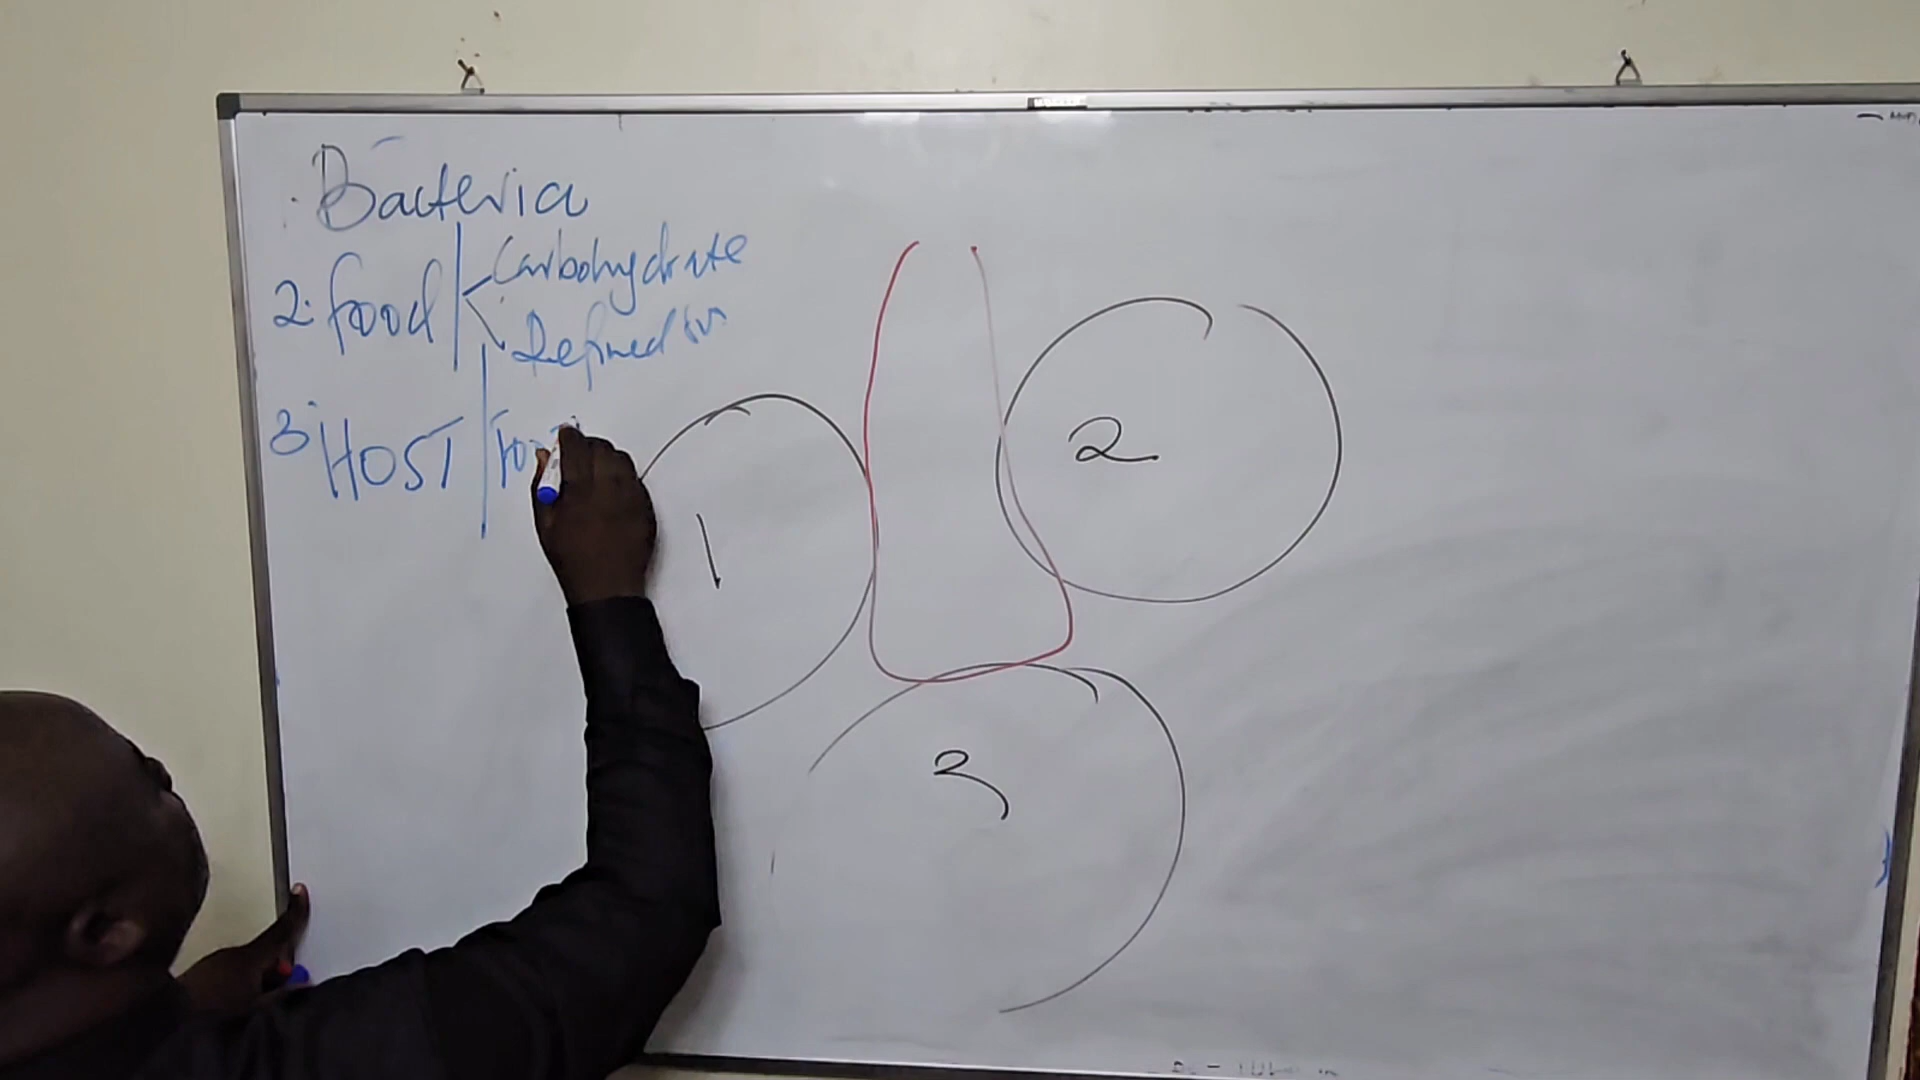 . Bacteria
2. food
Carbohydrate
Refined
3. HOST
1
2
3